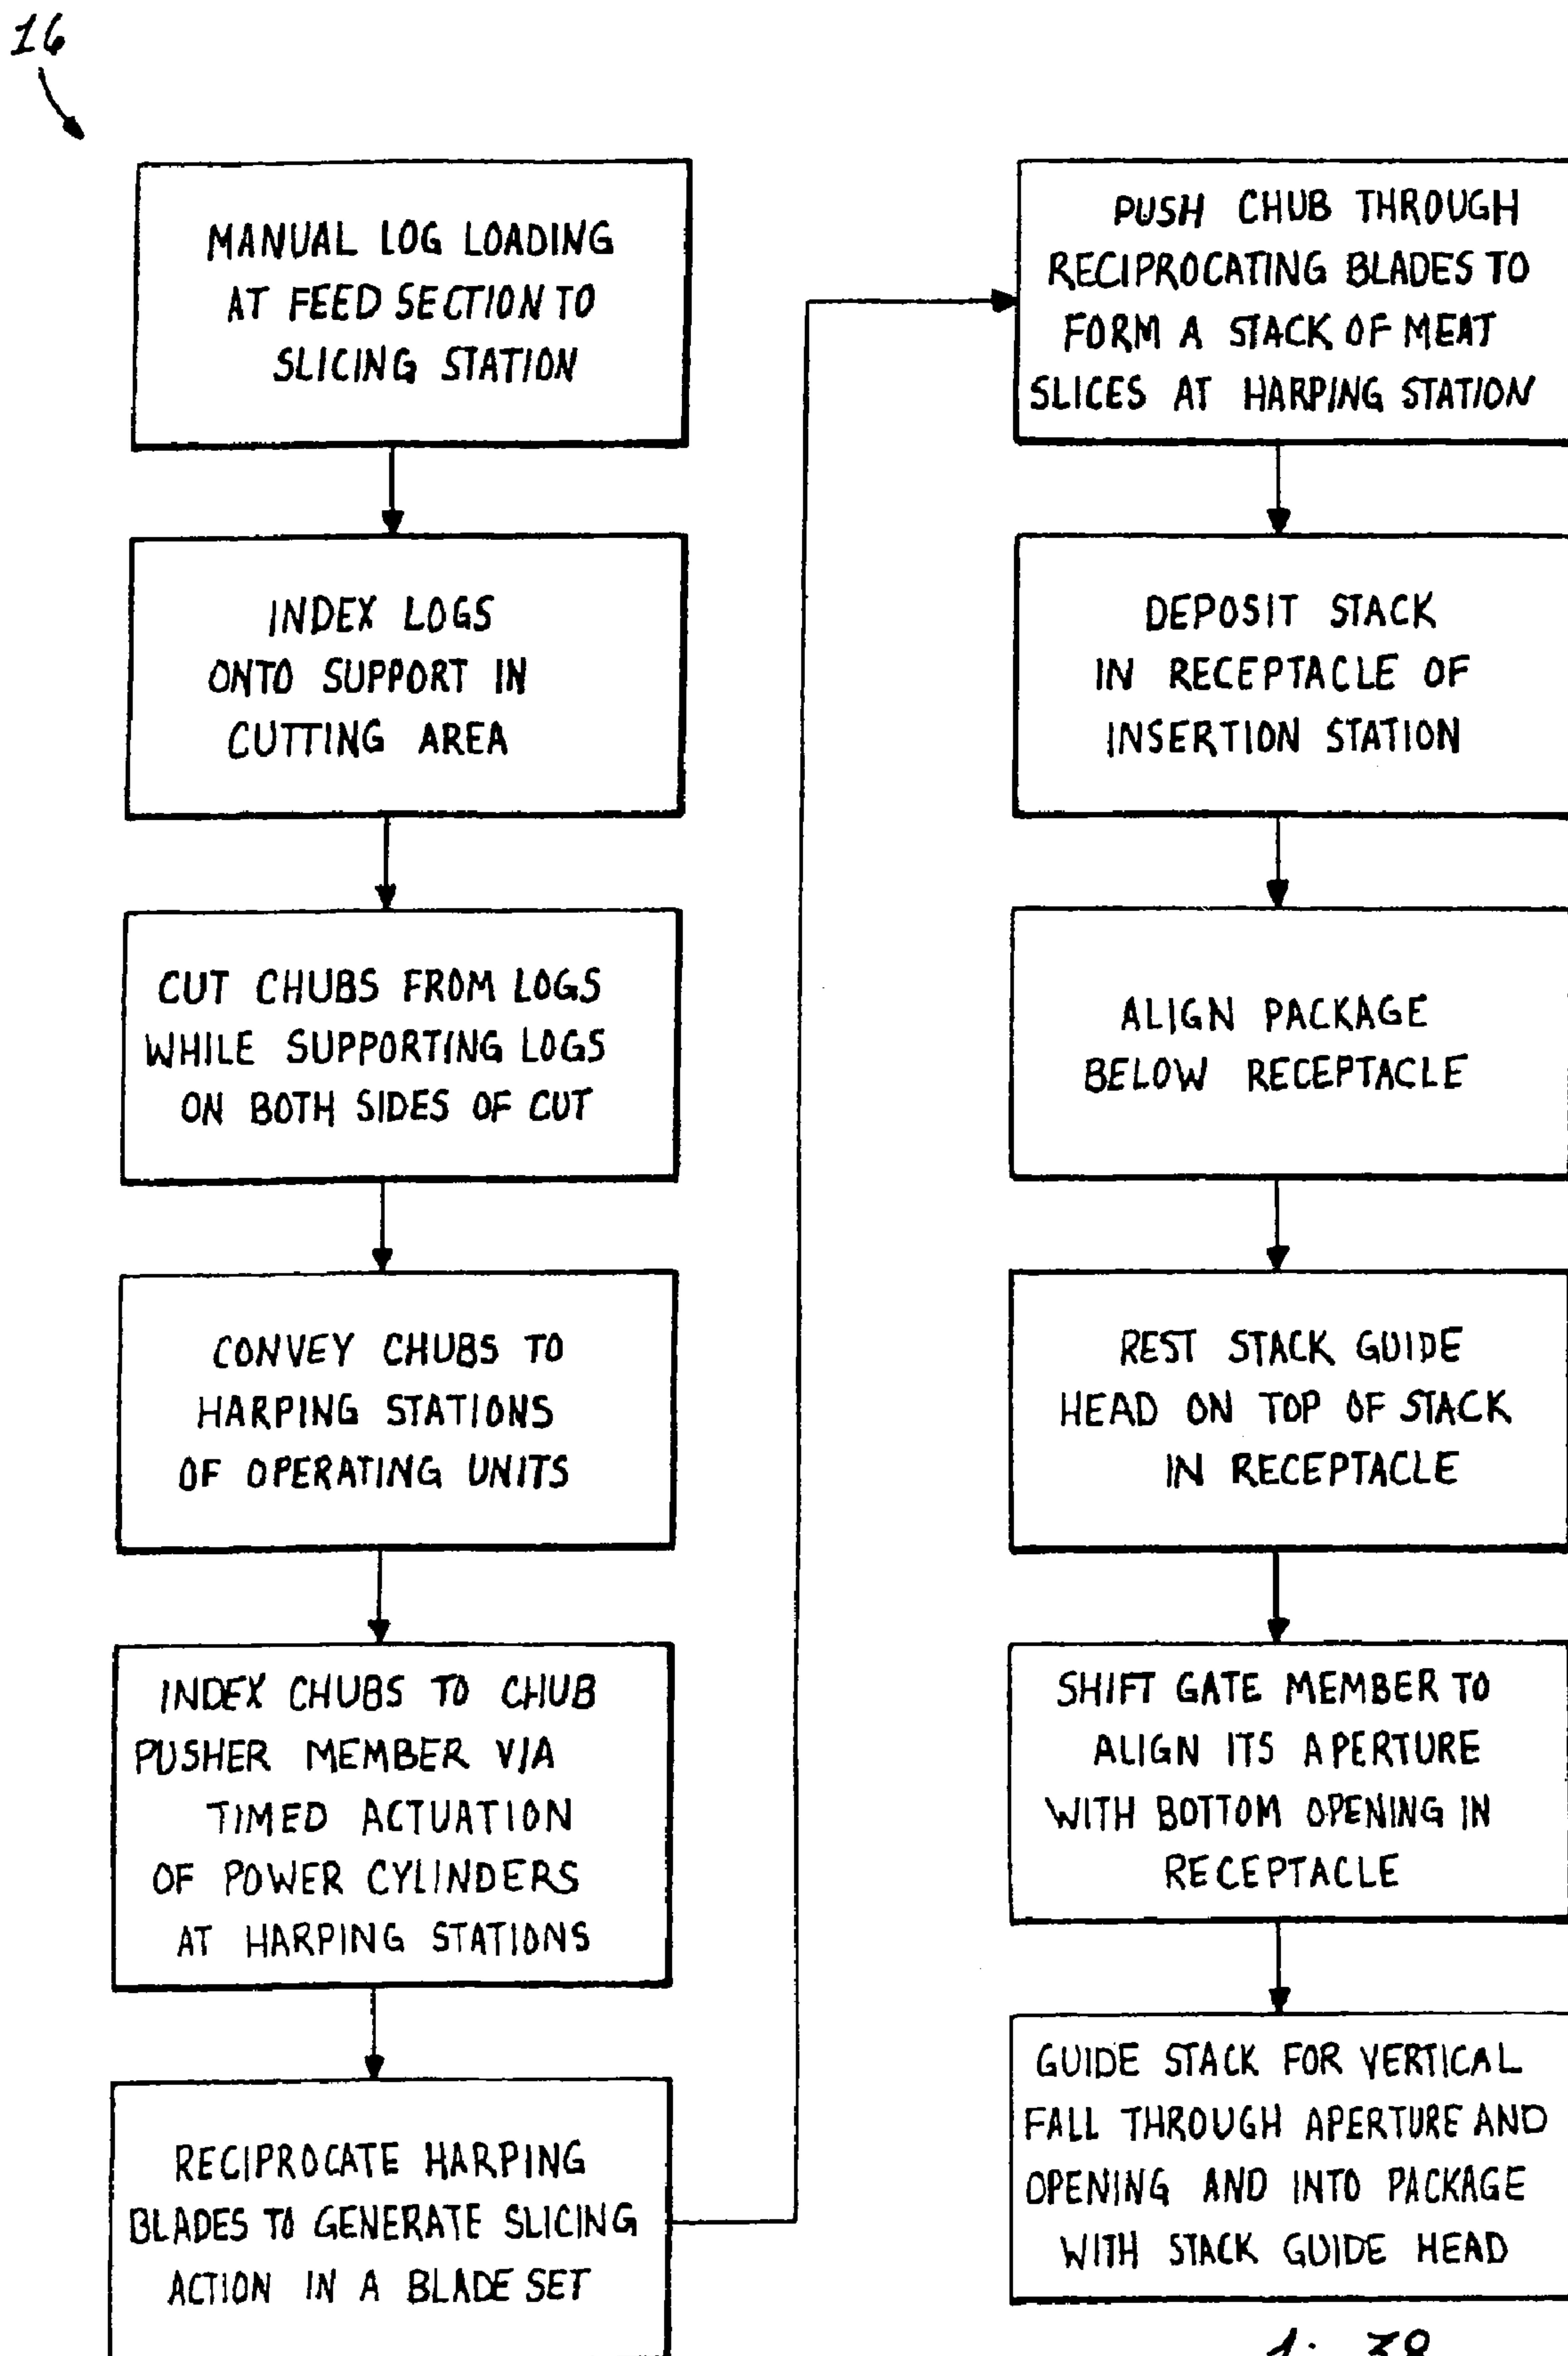 16
MANUAL LOG LOADING
AT FEED SECTION TO
SLICING STATION
INDEX LOGS
ONTO SUPPORT IN
CUTTING AREA
CUT CHUBS FROM LOGS
WHILE SUPPORTING LOGS
ON BOTH SIDES OF CUT
CONVEY CHUBS TO
HARPING STATIONS
OF OPERATING UNITS
INDEX CHUBS TO CHUB
PUSHER MEMBER VIA
TIMED ACTUATION
OF POWER CYLINDERS
AT HARPING STATIONS
RECIPROCATE HARPING
BLADES TO GENERATE SLICING
ACTION IN A BLADE SET
PUSH CHUB THROUGH
RECIPROCATING BLADES TO
FORM A STACK OF MEAT
SLICES AT HARPING STATION
DEPOSIT STACK
IN RECEPTACLE OF
INSERTION STATION
ALIGN PACKAGE
BELOW RECEPTACLE
REST STACK GUIDE
HEAD ON TOP OF STACK
IN RECEPTACLE
SHIFT GATE MEMBER TO
ALIGN ITS APERTURE
WITH BOTTOM OPENING IN
RECEPTACLE
GUIDE STACK FOR VERTICAL
FALL THROUGH APERTURE AND
OPENING AND INTO PACKAGE
WITH STACK GUIDE HEAD